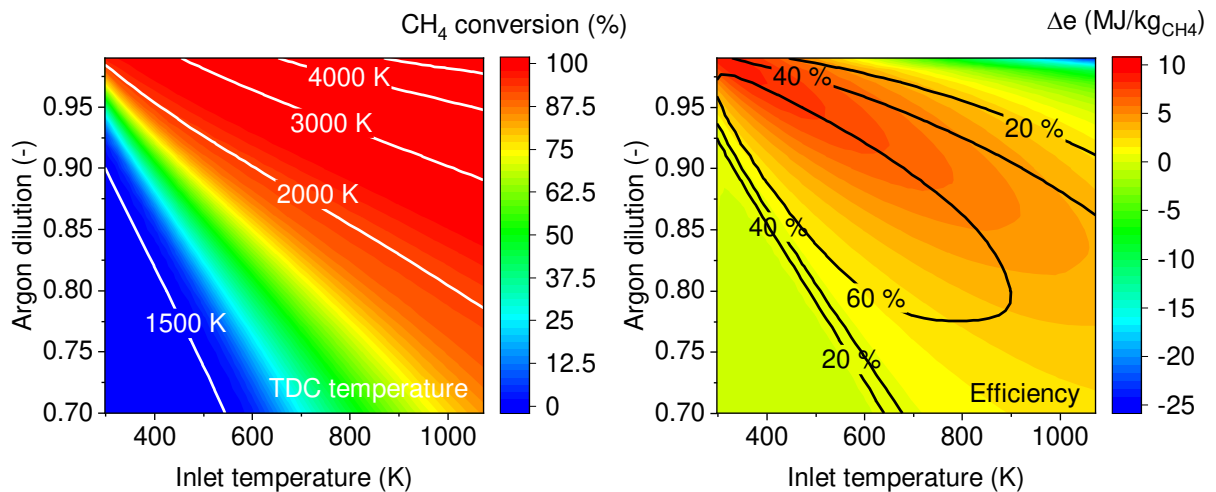 CH₄ conversion (%)
4000 K
3000 K
2000 K
1500 K
TDC temperature
0.95
0.90
0.85
0.80
0.75
0.70
Argon dilution (-)
400 600 800 1000
Inlet temperature (K)
100
87.5
75
62.5
50
37.5
25
12.5
0
Δe (MJ/kg_CH4)
40 %
20 %
40 %
60 %
20 %
Efficiency
0.95
0.90
0.85
0.80
0.75
0.70
Argon dilution (-)
400 600 800 1000
Inlet temperature (K)
10
5
0
-5
-10
-15
-20
-25